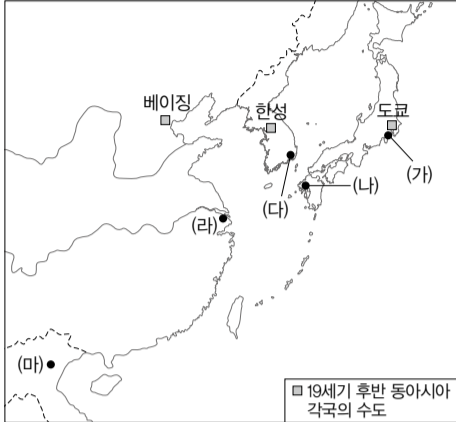 베이징
한성
도쿄
(가)
(나)
(다)
(라)
(마)
19세기 후반 동아시아
각국의 수도